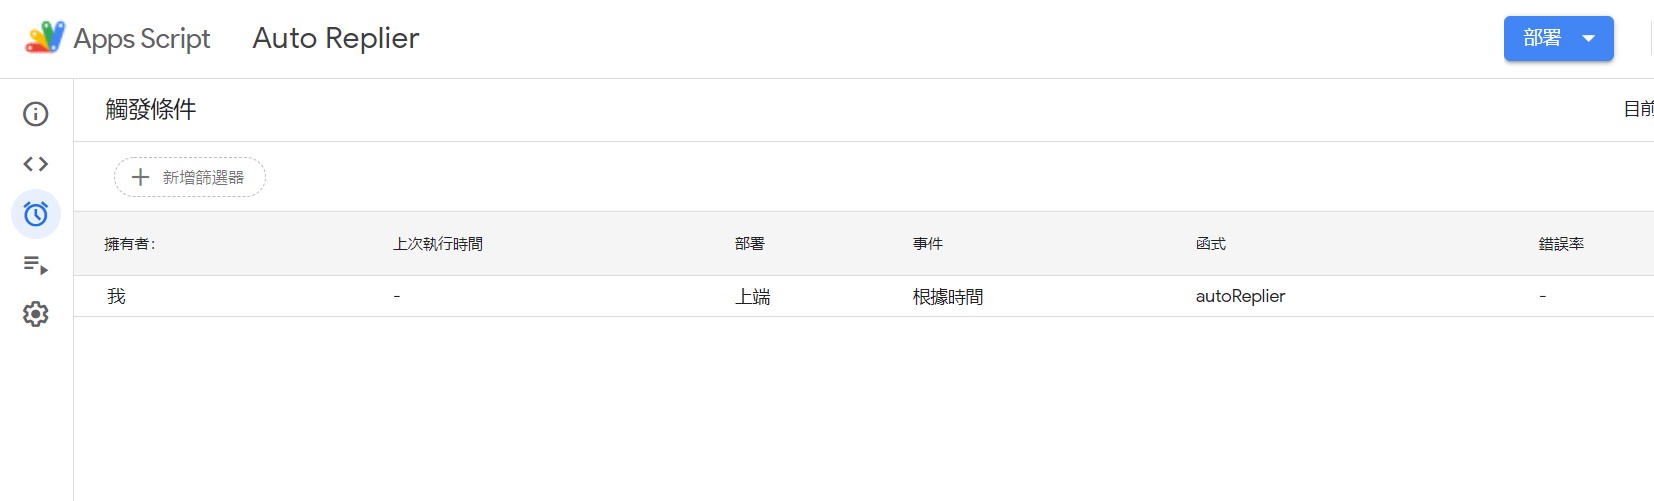 Apps Script Auto Replier 部署
觸發條件 目前
新增篩選器
擁有者： 上次執行時間 部署 事件 函式 錯誤率
我 - 上端 根據時間 autoReplier -